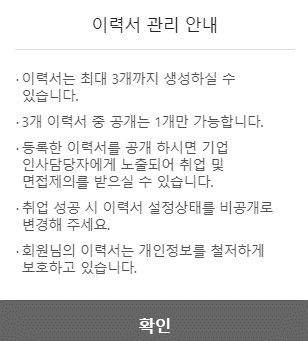 이력서 관리 안내
· 이력서는 최대 3개까지 생성하실 수
있습니다.
· 3개 이력서 중 공개는 1개만 가능합니다.
· 등록한 이력서를 공개 하시면 기업
인사담당자에게 노출되어 취업 및
면접제의를 받으실 수 있습니다.
· 취업 성공 시 이력서 설정상태를 비공개로
변경해 주세요.
· 회원님의 이력서는 개인정보를 철저하게
보호하고 있습니다.
확인